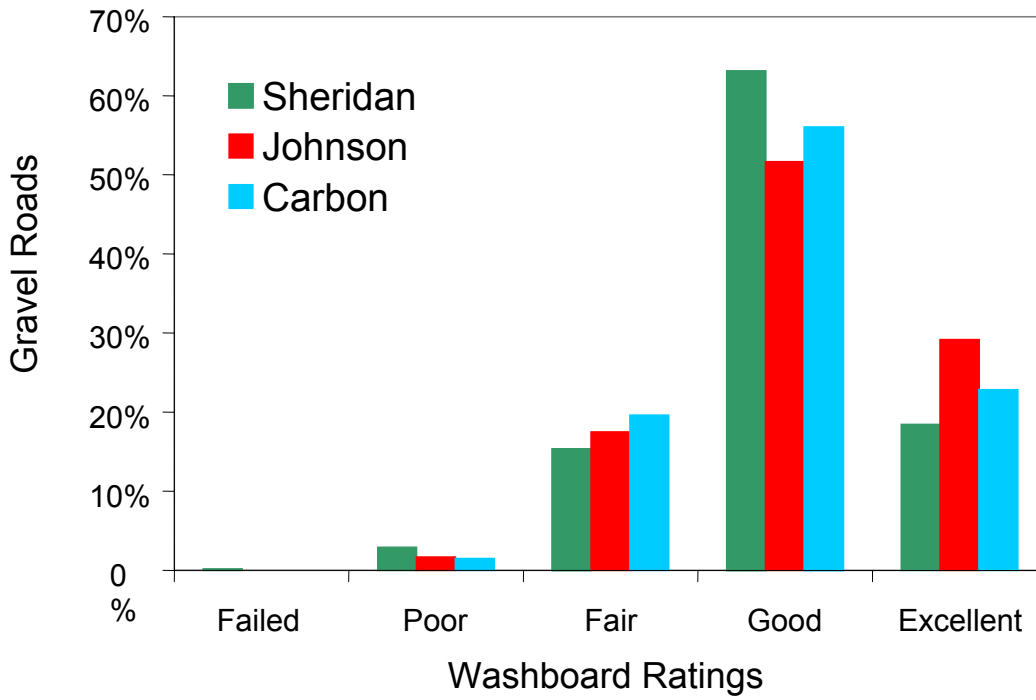 70%
60%
50%
40%
30%
20%
10%
0
%
Gravel Roads
Sheridan
Johnson
Carbon
Failed Poor Fair Good Excellent
Washboard Ratings